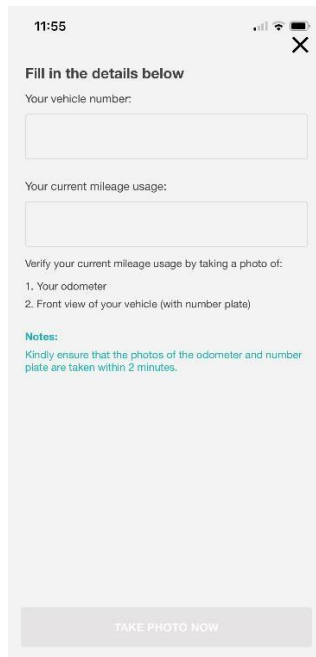 11:55
Fill in the details below
Your vehicle number:
Your current mileage usage:
Verify your current mileage usage by taking a photo of:
1. Your odometer
2. Front view of your vehicle (with number plate)
Notes:
Kindly ensure that the photos of the odometer and number
plate are taken within 2 minutes.
TAKE PHOTO NOW